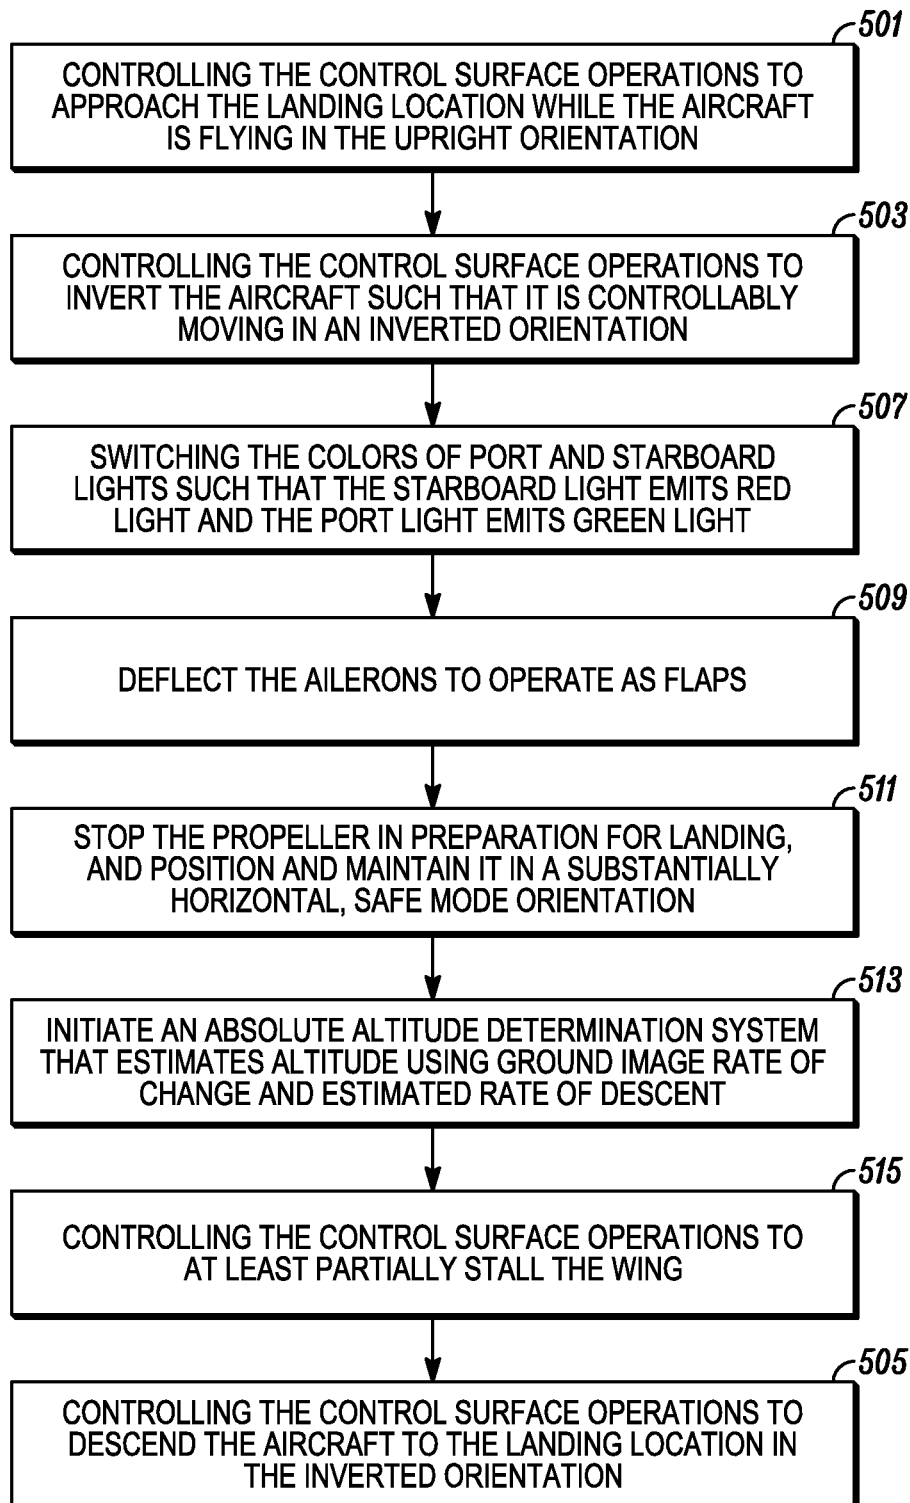 501
CONTROLLING THE CONTROL SURFACE OPERATIONS TO
APPROACH THE LANDING LOCATION WHILE THE AIRCRAFT
IS FLYING IN THE UPRIGHT ORIENTATION
503
CONTROLLING THE CONTROL SURFACE OPERATIONS TO
INVERT THE AIRCRAFT SUCH THAT IT IS CONTROLLABLY
MOVING IN AN INVERTED ORIENTATION
507
SWITCHING THE COLORS OF PORT AND STARBOARD
LIGHTS SUCH THAT THE STARBOARD LIGHT EMITS RED
LIGHT AND THE PORT LIGHT EMITS GREEN LIGHT
509
DEFLECT THE AILERONS TO OPERATE AS FLAPS
511
STOP THE PROPELLER IN PREPARATION FOR LANDING,
AND POSITION AND MAINTAIN IT IN A SUBSTANTIALLY
HORIZONTAL, SAFE MODE ORIENTATION
513
INITIATE AN ABSOLUTE ALTITUDE DETERMINATION SYSTEM
THAT ESTIMATES ALTITUDE USING GROUND IMAGE RATE OF
CHANGE AND ESTIMATED RATE OF DESCENT
515
CONTROLLING THE CONTROL SURFACE OPERATIONS TO
AT LEAST PARTIALLY STALL THE WING
505
CONTROLLING THE CONTROL SURFACE OPERATIONS TO
DESCEND THE AIRCRAFT TO THE LANDING LOCATION IN
THE INVERTED ORIENTATION